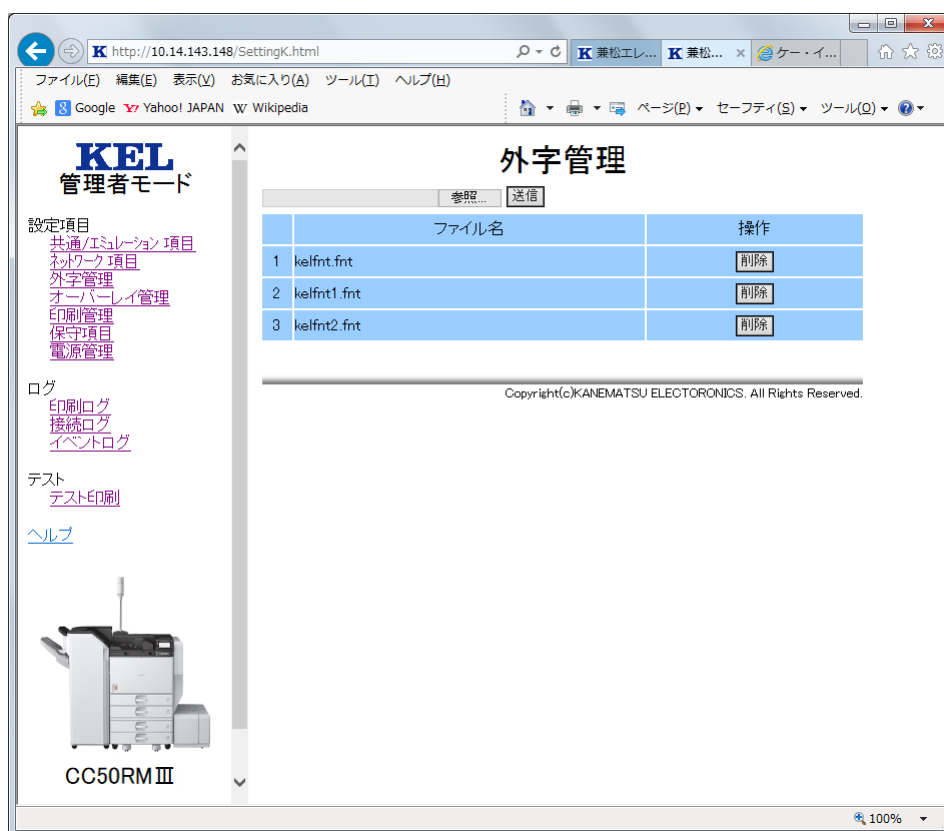 http://10.14.143.148/SettingK.html
兼松エレ... 兼松... × ケー・イ...
ファイル(F) 編集(E) 表示(V) お気に入り(A) ツール(T) ヘルプ(H)
Google Yahoo! JAPAN W Wikipedia ページ(P) セーフティ(S) ツール(O)
KEL
管理者モード
設定項目
共通/エミュレーション 項目
ネットワーク 項目
外字管理
オーバーレイ管理
印刷管理
保守項目
電源管理
ログ
印刷ログ
接続ログ
イベントログ
テスト
テスト印刷
ヘルプ
CC50RMⅢ
外字管理
参照... 送信
ファイル名 操作
1 kelfnt.fnt 削除
2 kelfnt1.fnt 削除
3 kelfnt2.fnt 削除
Copyright(c)KANEMATSU ELECTORONICS. All Rights Reserved.
100%